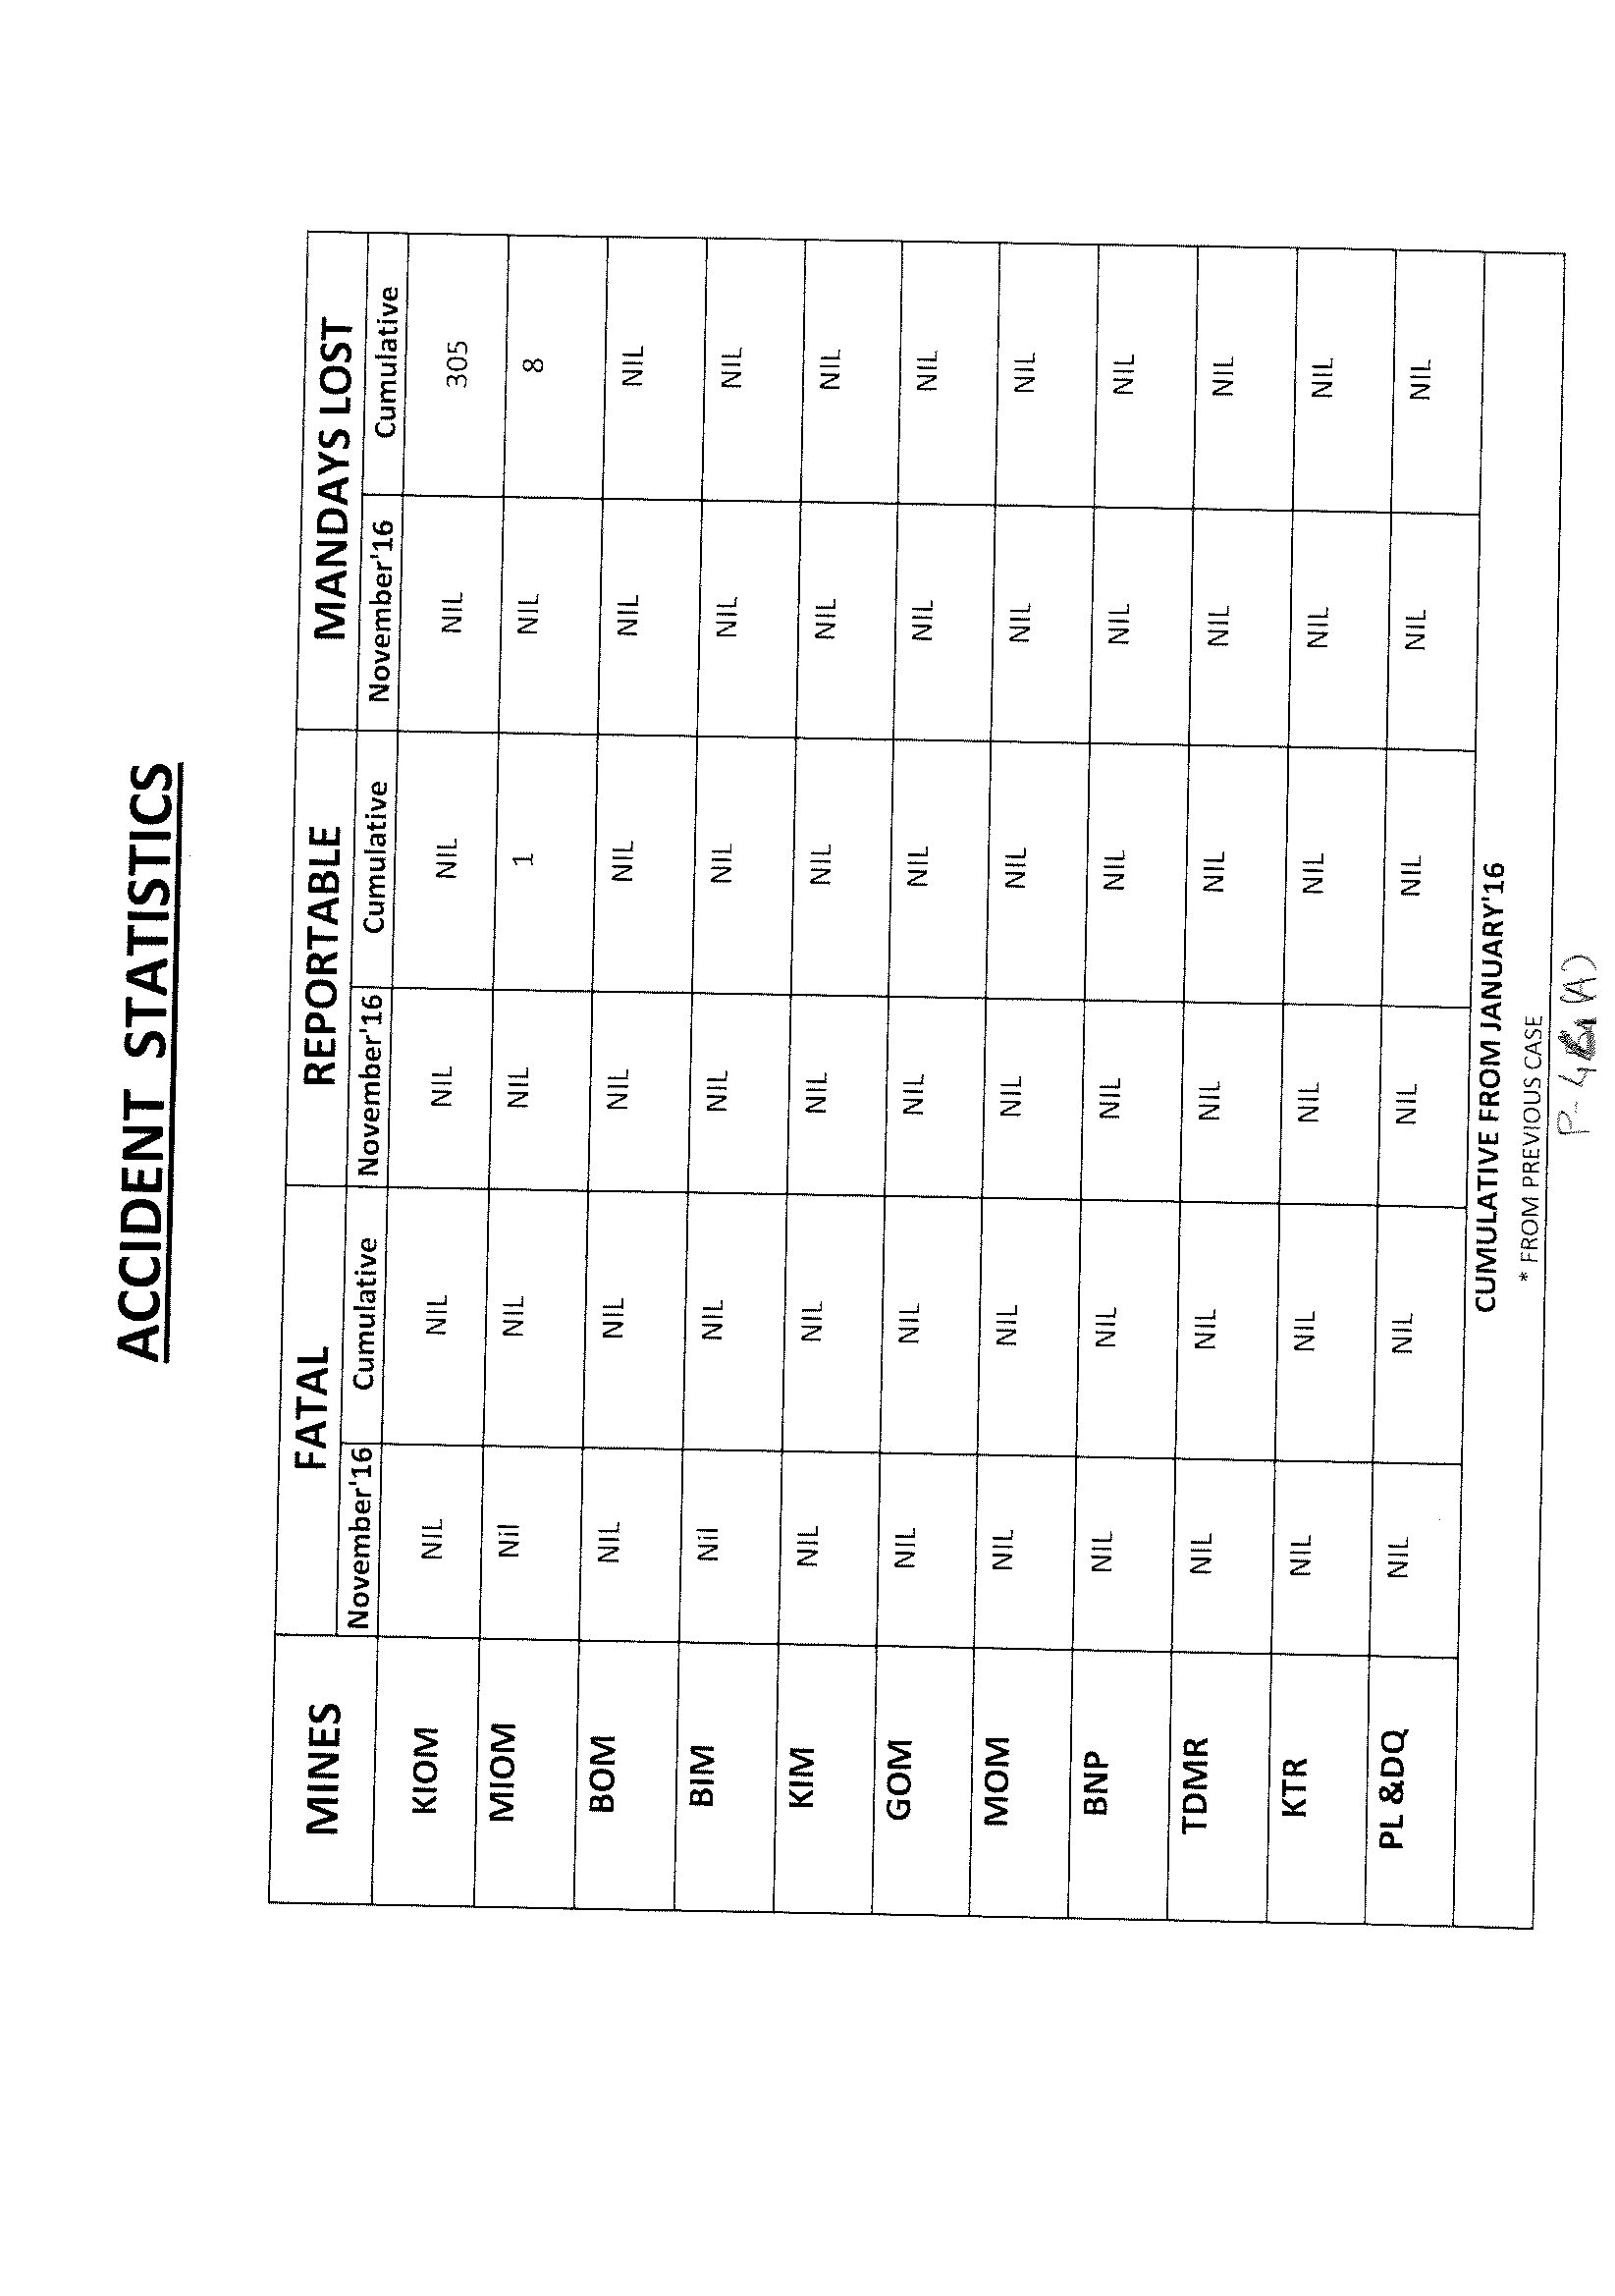 ACCIDENT STATISTICS
MINES FATAL REPORTABLE MANDAYS LOST
November'16 Cumulative November'16 Cumulative November'16 Cumulative
KIOM NIL NIL NIL NIL NIL 305
MIOM Nil NIL NIL 1 NIL 8
BOM NIL NIL NIL NIL NIL NIL
BIM Nil NIL NIL NIL NIL NIL
KIM NIL NIL NIL NIL NIL NIL
GOM NIL NIL NIL NIL NIL NIL
MOM NIL NIL NIL NIL NIL NIL
BNP NIL NIL NIL NIL NIL NIL
TDMR NIL NIL NIL NIL NIL NIL
KTR NIL NIL NIL NIL NIL NIL
PL &DQ NIL NIL NIL NIL NIL NIL
CUMULATIVE FROM JANUARY'16
* FROM PREVIOUS CASE